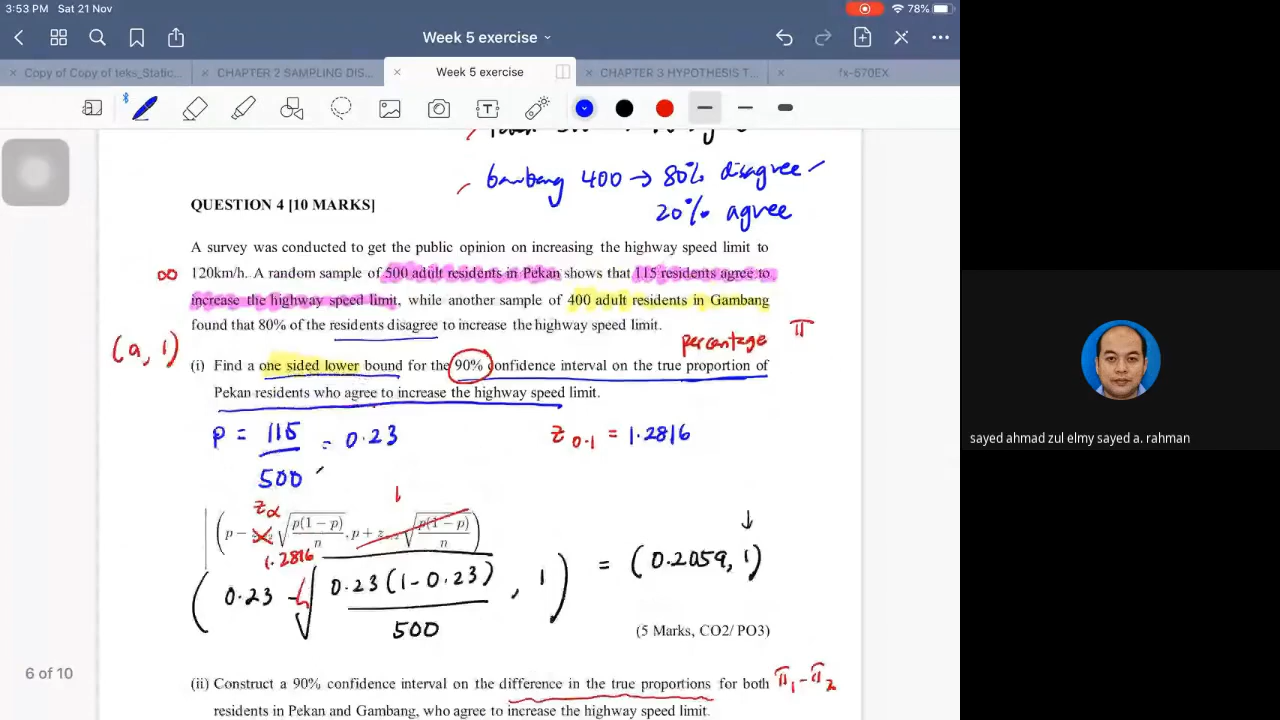 3:53 PM Sat 21 Nov
78%
Week 5 exercise
Copy of Copy of teks_Static...
CHAPTER 2 SAMPLING DIS...
Week 5 exercise
CHAPTER 3 HYPOTHESIS T...
fx-570EX
Gambang 400 → 80% disagree
20% agree
QUESTION 4 [10 MARKS]
A survey was conducted to get the public opinion on increasing the highway speed limit to
∞ 120km/h. A random sample of 500 adult residents in Pekan shows that 115 residents agree to
increase the highway speed limit, while another sample of 400 adult residents in Gambang
found that 80% of the residents disagree to increase the highway speed limit.
percentage π
(a, 1)
(i) Find a one sided lower bound for the 90% confidence interval on the true proportion of
Pekan residents who agree to increase the highway speed limit.
p = 115/500 = 0.23
z 0.1 = 1.2816
zα
1
(p − √p(1 − p)/n, p + z √p(1 − p)/n)
1.2816
(0.23 − √0.23(1-0.23)/500, 1) = (0.2059, 1)
(5 Marks, CO2/ PO3)
6 of 10
(ii) Construct a 90% confidence interval on the difference in the true proportions for both π1 - π2
residents in Pekan and Gambang, who agree to increase the highway speed limit.
sayed ahmad zul elmy sayed a. rahman